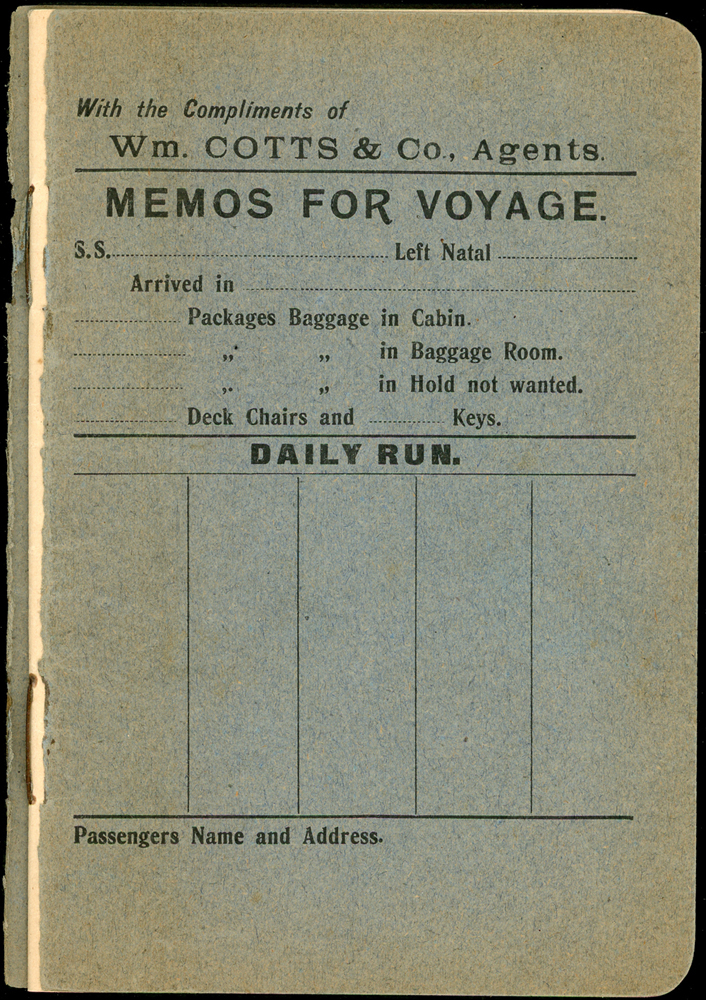 With the Compliments of
Wm. COTTS & Co., Agents.
MEMOS FOR VOYAGE.
S.S.................................................. Left Natal ..............................
Arrived in ..............................................................................
...................... Packages Baggage in Cabin.
........................ „ „ in Baggage Room.
........................ „ „ in Hold not wanted.
...................... Deck Chairs and ................ Keys.
DAILY RUN.
Passengers Name and Address.